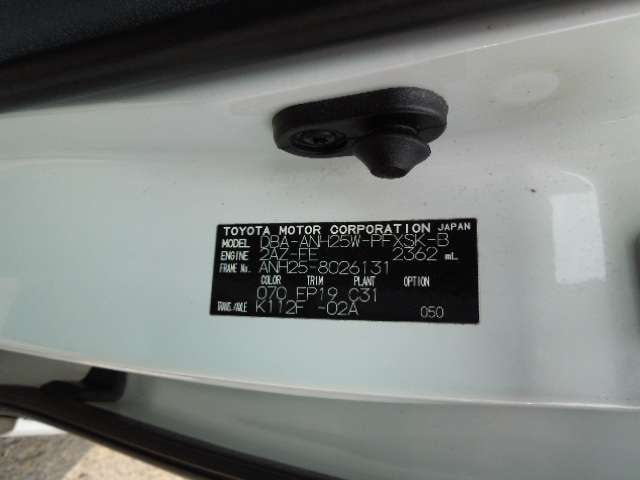 TOYOTA MOTOR CORPORATION JAPAN
MODEL DBA-ANH25W-PFXSK-B
ENGINE 2AZ-FE 2362 mL
FRAME No. ANH25-8026131
COLOR TRIM PLANT OPTION
070 EP19 C31
TRANS./AXLE K112F -02A 050